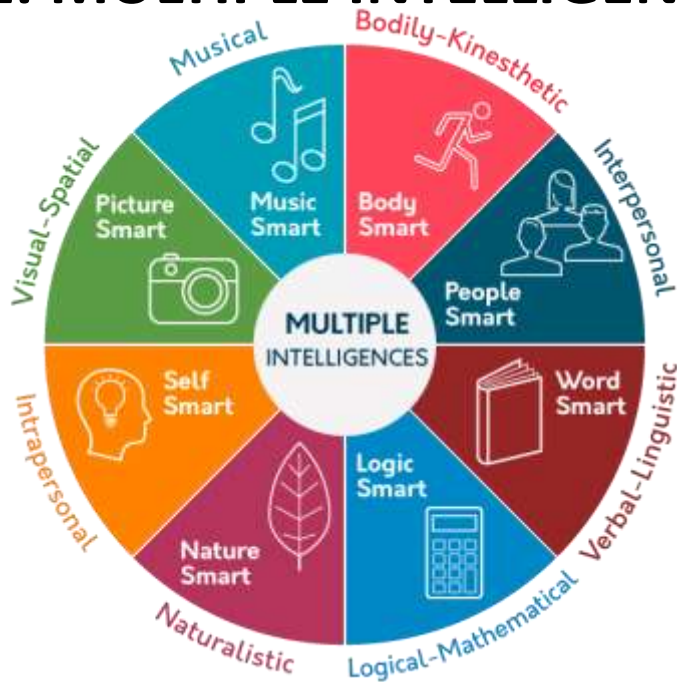 Musical
Bodily-Kinesthetic
Visual-Spatial
Interpersonal
Picture
Smart
Music
Smart
Body
Smart
People
Smart
MULTIPLE
INTELLIGENCES
Self
Smart
Word
Smart
Intrapersonal
Verbal-Linguistic
Logic
Smart
Nature
Smart
Naturalistic
Logical-Mathematical